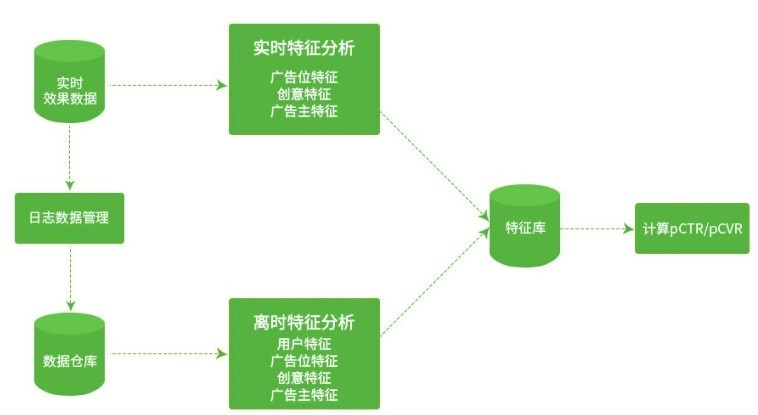 实时
效果数据
实时特征分析
广告位特征
创意特征
广告主特征
日志数据管理
特征库
计算pCTR/pCVR
数据仓库
离时特征分析
用户特征
广告位特征
创意特征
广告主特征